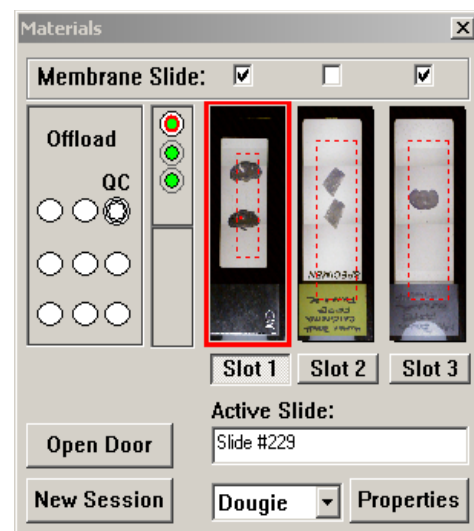 Materials
Membrane Slide:
Offload
QC
SPECIMEN
Slot 1
Slot 2
Slot 3
Active Slide:
Slide #229
Open Door
New Session
Dougie
Properties